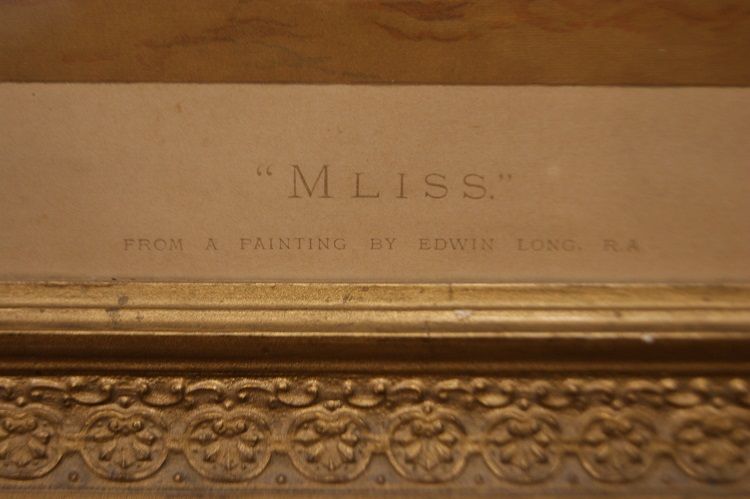 "MLISS."
FROM A PAINTING BY EDWIN LONG, R.A